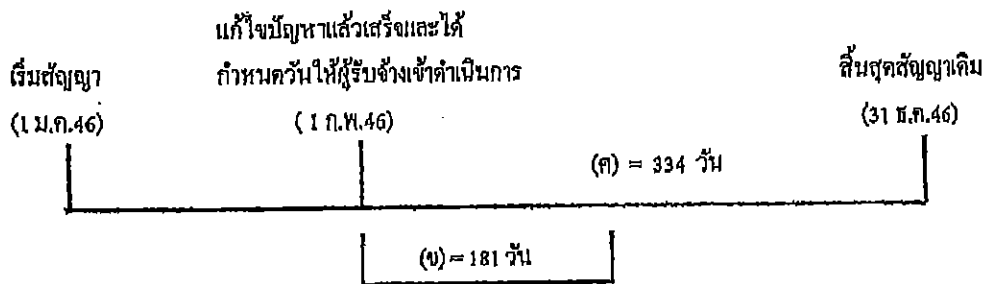 แก้ไขปัญหาแล้วเสร็จและได้
เริ่มสัญญา กำหนดวันให้ผู้รับจ้างเข้าดำเนินการ สิ้นสุดสัญญาเดิม
(1 ม.ค.46) ( 1 ก.พ.46) (31 ธ.ค.46)
(ค) = 334 วัน
(ข) = 181 วัน